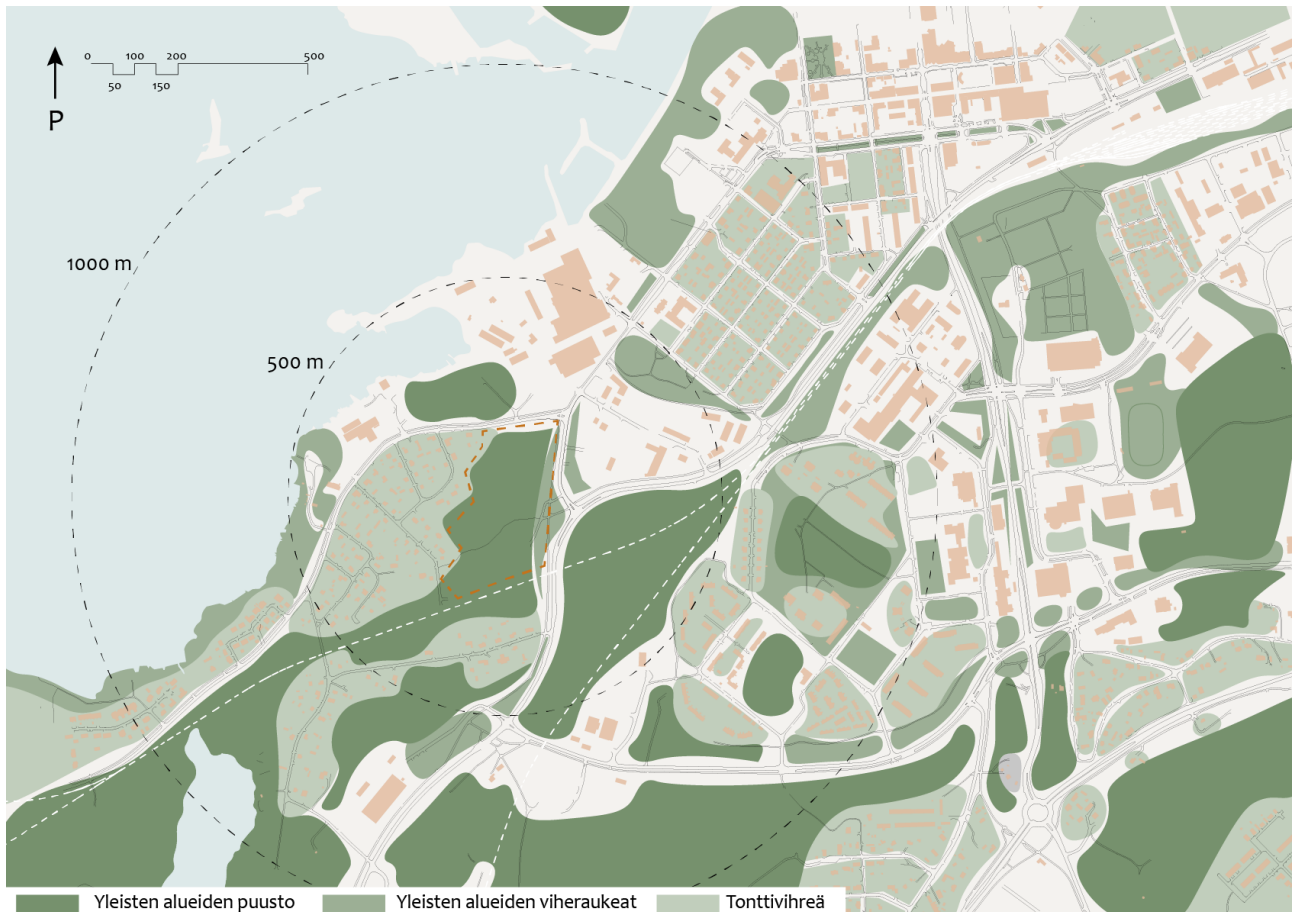 0 100 200 500
50 150
P
1000 m
500 m
Yleisten alueiden puusto Yleisten alueiden viheraukeat Tonttivihreä